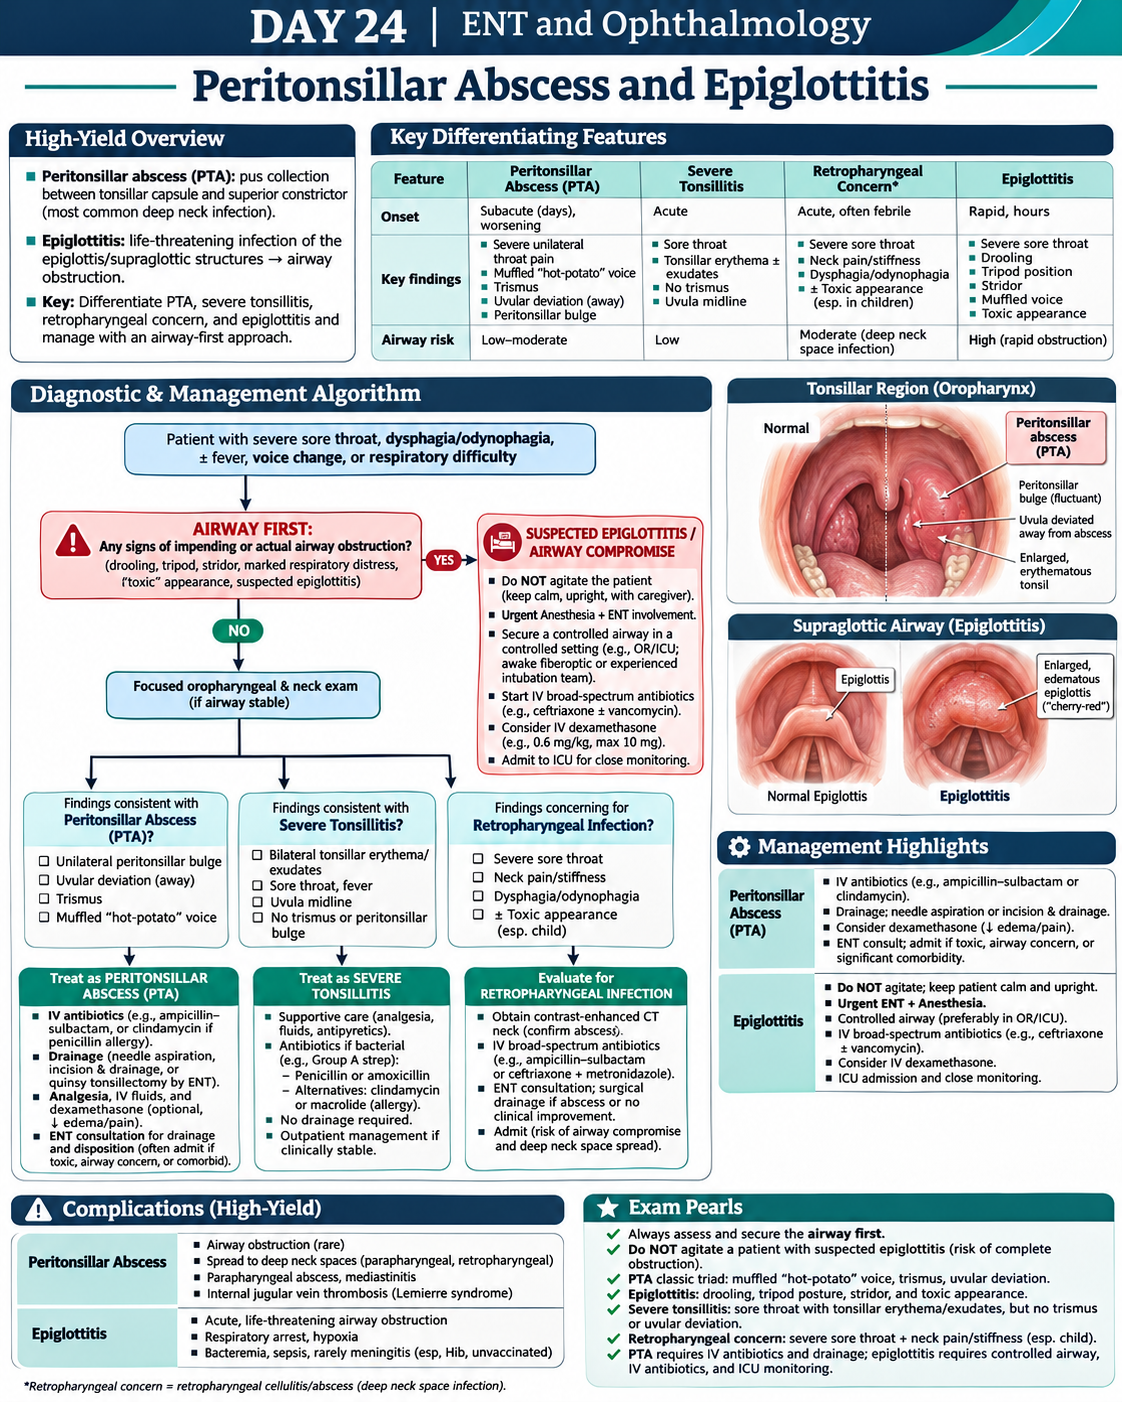 DAY 24 | ENT and Ophthalmology
Peritonsillar Abscess and Epiglottitis
High-Yield Overview
Peritonsillar abscess (PTA): pus collection
between tonsillar capsule and superior constrictor
(most common deep neck infection).
Epiglottitis: life-threatening infection of the
epiglottis/supraglottic structures → airway
obstruction.
Key: Differentiate PTA, severe tonsillitis,
retropharyngeal concern, and epiglottitis and
manage with an airway-first approach.
Key Differentiating Features
Feature
Peritonsillar
Abscess (PTA)
Severe
Tonsillitis
Retropharyngeal
Concern*
Epiglottitis
Onset
Subacute (days),
worsening
Acute
Acute, often febrile
Rapid, hours
Key findings
Severe unilateral
throat pain
Muffled “hot-potato” voice
Trismus
Uvular deviation (away)
Peritonsillar bulge
Sore throat
Tonsillar erythema ±
exudates
No trismus
Uvula midline
Severe sore throat
Neck pain/stiffness
Dysphagia/odynophagia
± Toxic appearance
(esp. in children)
Severe sore throat
Drooling
Tripod position
Stridor
Muffled voice
Toxic appearance
Airway risk
Low–moderate
Low
Moderate (deep neck
space infection)
High (rapid obstruction)
Diagnostic & Management Algorithm
Patient with severe sore throat, dysphagia/odynophagia,
± fever, voice change, or respiratory difficulty
AIRWAY FIRST:
Any signs of impending or actual airway obstruction?
(drooling, tripod, stridor, marked respiratory distress,
“toxic” appearance, suspected epiglottitis)
YES
NO
SUSPECTED EPIGLOTTITIS /
AIRWAY COMPROMISE
Do NOT agitate the patient
(keep calm, upright, with caregiver).
Urgent Anesthesia + ENT involvement.
Secure a controlled airway in a
controlled setting (e.g., OR/ICU;
awake fiberoptic or experienced
intubation team).
Start IV broad-spectrum antibiotics
(e.g., ceftriaxone ± vancomycin).
Consider IV dexamethasone
(e.g., 0.6 mg/kg, max 10 mg).
Admit to ICU for close monitoring.
Focused oropharyngeal & neck exam
(if airway stable)
Findings consistent with
Peritonsillar Abscess
(PTA)?
Unilateral peritonsillar bulge
Uvular deviation (away)
Trismus
Muffled “hot-potato” voice
Findings consistent with
Severe Tonsillitis?
Bilateral tonsillar erythema/
exudates
Sore throat, fever
Uvula midline
No trismus or peritonsillar
bulge
Findings concerning for
Retropharyngeal Infection?
Severe sore throat
Neck pain/stiffness
Dysphagia/odynophagia
± Toxic appearance
(esp. child)
Treat as PERITONSILLAR
ABSCESS (PTA)
IV antibiotics (e.g., ampicillin–
sulbactam, or clindamycin if
penicillin allergy).
Drainage (needle aspiration,
incision & drainage, or
quinsy tonsillectomy by ENT).
Analgesia, IV fluids, and
dexamethasone (optional,
↓ edema/pain).
ENT consultation for drainage
and disposition (often admit if
toxic, airway concern, or comorbid).
Treat as SEVERE
TONSILLITIS
Supportive care (analgesia,
fluids, antipyretics).
Antibiotics if bacterial
(e.g., Group A strep):
– Penicillin or amoxicillin
– Alternatives: clindamycin
or macrolide (allergy).
No drainage required.
Outpatient management if
clinically stable.
Evaluate for
RETROPHARYNGEAL INFECTION
Obtain contrast-enhanced CT
neck (confirm abscess).
IV broad-spectrum antibiotics
(e.g., ampicillin–sulbactam
or ceftriaxone + metronidazole).
ENT consultation; surgical
drainage if abscess or no
clinical improvement.
Admit (risk of airway compromise
and deep neck space spread).
Tonsillar Region (Oropharynx)
Normal
Peritonsillar
abscess
(PTA)
Peritonsillar
bulge (fluctuant)
Uvula deviated
away from abscess
Enlarged,
erythematous
tonsil
Supraglottic Airway (Epiglottitis)
Epiglottis
Enlarged,
edematous
epiglottis
(“cherry-red”)
Normal Epiglottis
Epiglottitis
Management Highlights
Peritonsillar
Abscess
(PTA)
IV antibiotics (e.g., ampicillin–sulbactam or
clindamycin).
Drainage; needle aspiration or incision & drainage.
Consider dexamethasone (↓ edema/pain).
ENT consult; admit if toxic, airway concern, or
significant comorbidity.
Epiglottitis
Do NOT agitate; keep patient calm and upright.
Urgent ENT + Anesthesia.
Controlled airway (preferably in OR/ICU).
IV broad-spectrum antibiotics (e.g., ceftriaxone
± vancomycin).
Consider IV dexamethasone.
ICU admission and close monitoring.
Complications (High-Yield)
Peritonsillar Abscess
Airway obstruction (rare)
Spread to deep neck spaces (parapharyngeal, retropharyngeal)
Parapharyngeal abscess, mediastinitis
Internal jugular vein thrombosis (Lemierre syndrome)
Epiglottitis
Acute, life-threatening airway obstruction
Respiratory arrest, hypoxia
Bacteremia, sepsis, rarely meningitis (esp, Hib, unvaccinated)
*Retropharyngeal concern = retropharyngeal cellulitis/abscess (deep neck space infection).
Exam Pearls
Always assess and secure the airway first.
Do NOT agitate a patient with suspected epiglottitis (risk of complete
obstruction).
PTA classic triad: muffled “hot-potato” voice, trismus, uvular deviation.
Epiglottitis: drooling, tripod posture, stridor, and toxic appearance.
Severe tonsillitis: sore throat with tonsillar erythema/exudates, but no trismus
or uvular deviation.
Retropharyngeal concern: severe sore throat + neck pain/stiffness (esp. child).
PTA requires IV antibiotics and drainage; epiglottitis requires controlled airway,
IV antibiotics, and ICU monitoring.